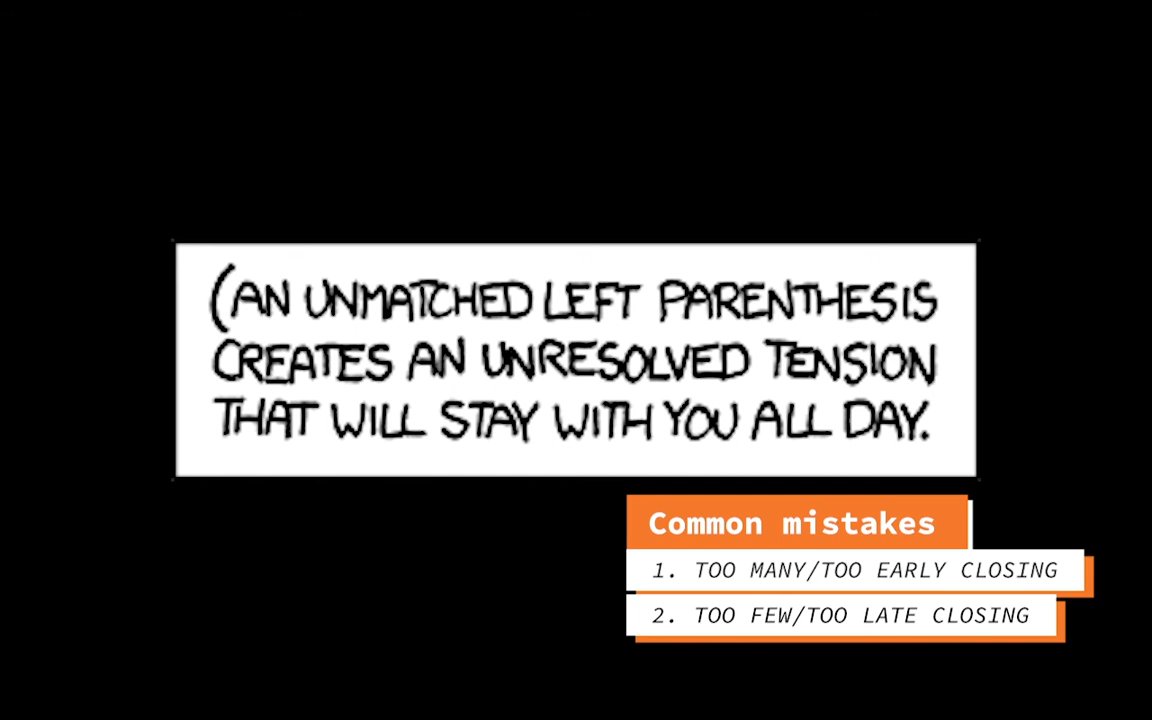 (AN UNMATCHED LEFT PARENTHESIS
CREATES AN UNRESOLVED TENSION
THAT WILL STAY WITH YOU ALL DAY.
Common mistakes
1. TOO MANY/TOO EARLY CLOSING
2. TOO FEW/TOO LATE CLOSING